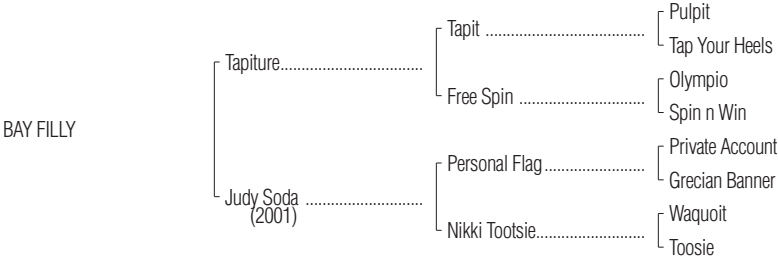 Pulpit
Tapit ........................................
Tap Your Heels
Tapiture....................................
Olympio
Free Spin ................................
Spin n Win
BAY FILLY
Private Account
Personal Flag..........................
Grecian Banner
Judy Soda .............................
(2001)
Waquoit
Nikki Tootsie............................
Toosie